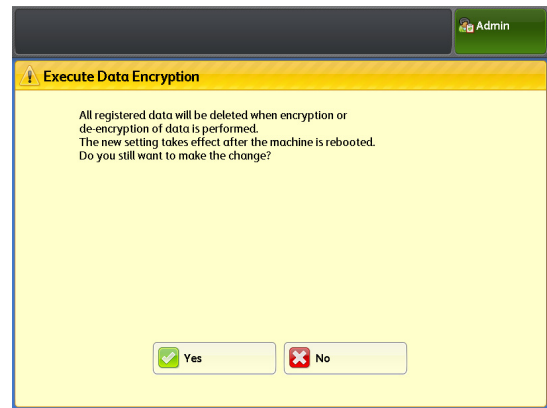 Admin
Execute Data Encryption
All registered data will be deleted when encryption or
de-encryption of data is performed.
The new setting takes effect after the machine is rebooted.
Do you still want to make the change?
Yes
No